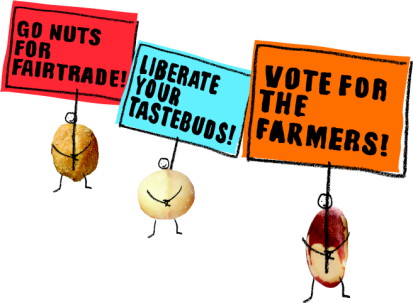 GO NUTS
FOR
FAIRTRADE!
LIBERATE
YOUR
TASTEBUDS!
VOTE FOR
THE
FARMERS!